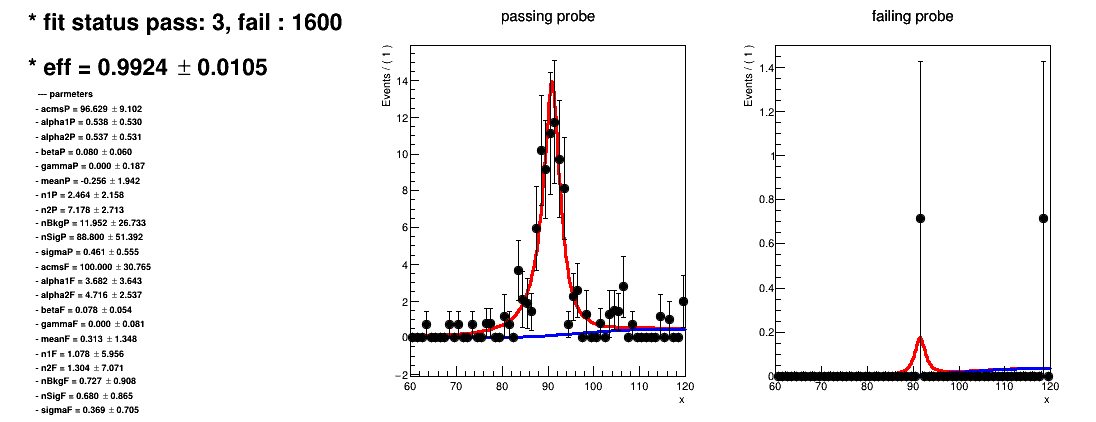 * fit status pass: 3, fail : 1600
* eff = 0.9924 ± 0.0105
--- parmeters
- acmsP = 96.629 ± 9.102
- alpha1P = 0.538 ± 0.530
- alpha2P = 0.537 ± 0.531
- betaP = 0.080 ± 0.060
- gammaP = 0.000 ± 0.187
- meanP = -0.256 ± 1.942
- n1P = 2.464 ± 2.158
- n2P = 7.178 ± 2.713
- nBkgP = 11.952 ± 26.733
- nSigP = 88.800 ± 51.392
- sigmaP = 0.461 ± 0.555
- acmsF = 100.000 ± 30.765
- alpha1F = 3.682 ± 3.643
- alpha2F = 4.716 ± 2.537
- betaF = 0.078 ± 0.054
- gammaF = 0.000 ± 0.081
- meanF = 0.313 ± 1.348
- n1F = 1.078 ± 5.956
- n2F = 1.304 ± 7.071
- nBkgF = 0.727 ± 0.908
- nSigF = 0.680 ± 0.865
- sigmaF = 0.369 ± 0.705
passing probe
Events / ( 1 )
14
12
10
8
6
4
2
0
−2
60 70 80 90 100 110 120
x
failing probe
Events / ( 1 )
1.4
1.2
1
0.8
0.6
0.4
0.2
0
60 70 80 90 100 110 120
x